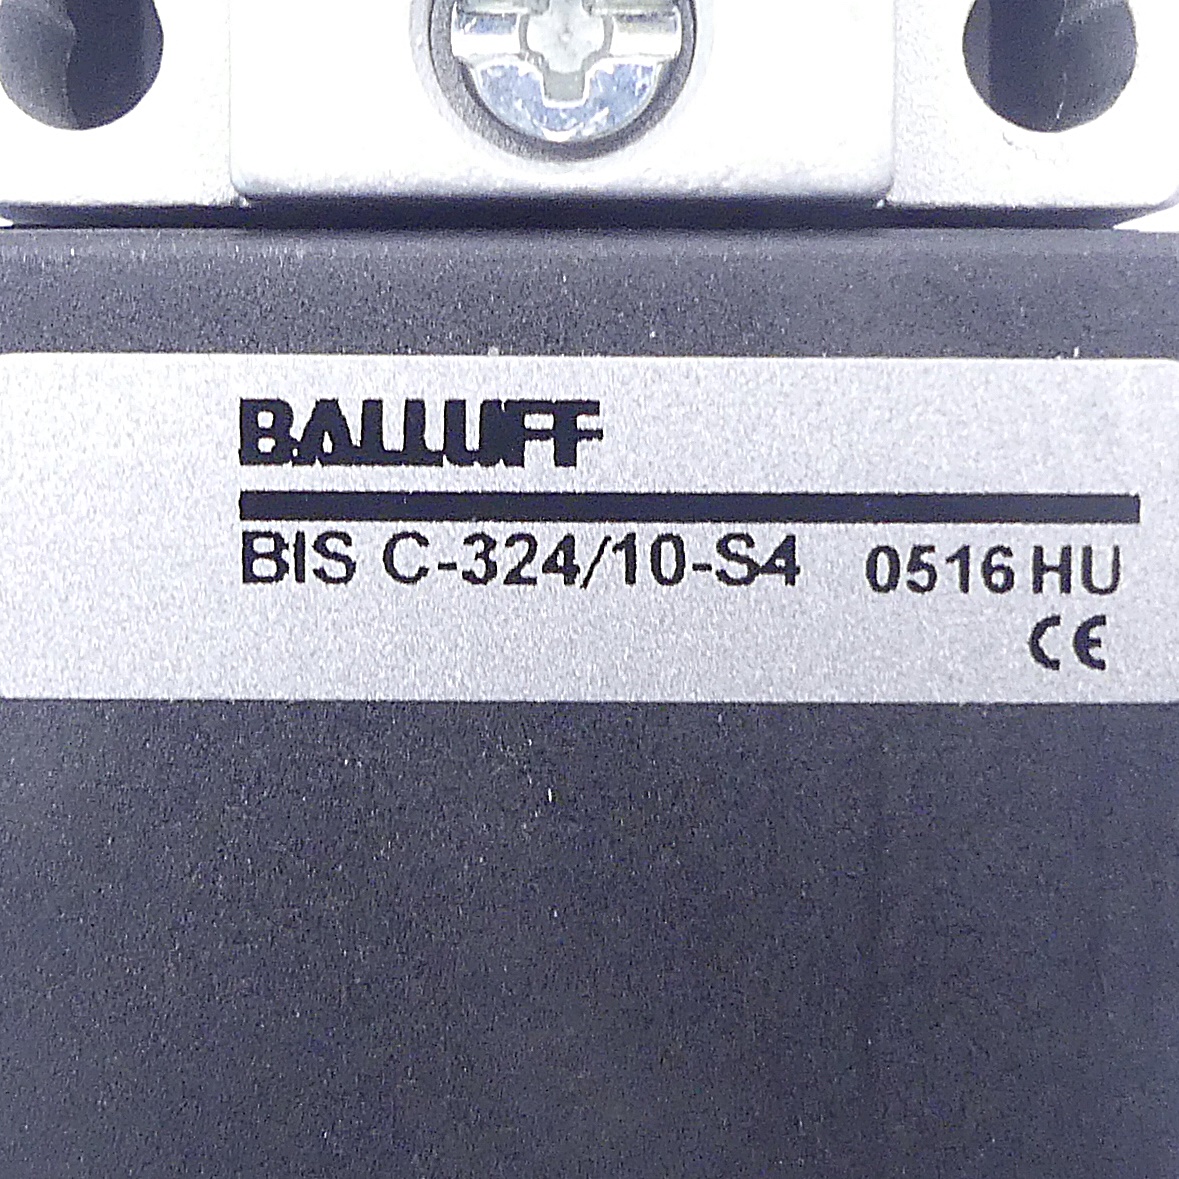 BALLUFF
BIS C-324/10-S4 0516 HU
CE